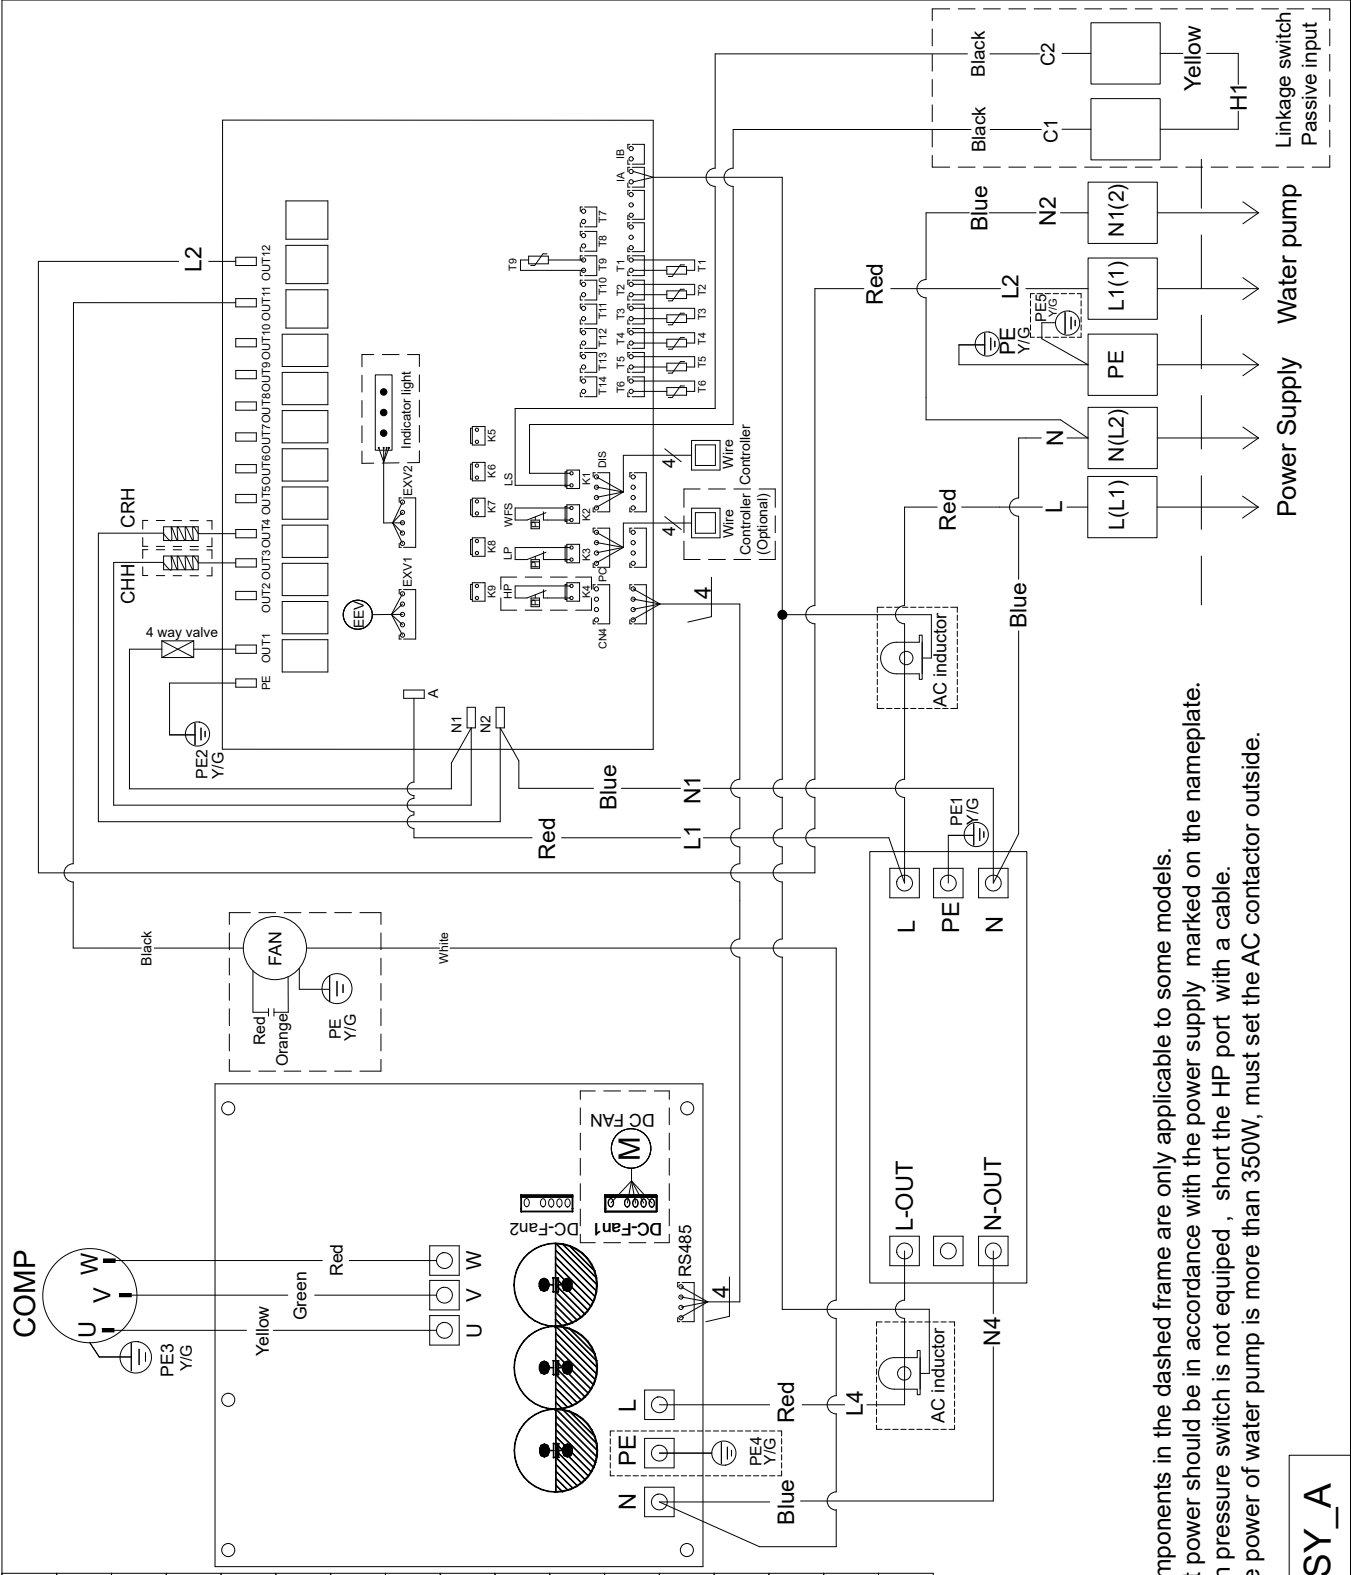 COMP
U
V
W
PE3
Y/G
Yellow
Green
Red
U
V
W
DC-Fan2
DC-Fan1
DC FAN
M
RS485
4
N
PE
L
PE4
Y/G
Blue
Red
L4
N4
AC inductor
L-OUT
N-OUT
L
PE
N
PE1
Y/G
Black
FAN
Red
Orange
PE
Y/G
White
L2
CRH
CHH
4 way valve
PE2
Y/G
PE
OUT1
OUT2
OUT3
OUT4
OUT5
OUT6
OUT7
OUT8
OUT9
OUT10
OUT11
OUT12
EEV
EXV1
EXV2
Indicator light
A
N1
N2
Red
L1
Blue
N1
K9
K8
K7
K6
K5
HP
LP
WFS
LS
K4
K3
K2
K1
CN4
PC
DIS
4
Wire
Controller
(Optional)
4
Wire
Controller
4
T14
T13
T12
T11
T10
T9
T8
T7
T9
T6
T5
T4
T3
T2
T1
T6
T5
T4
T3
T2
T1
IA
IB
AC inductor
Blue
Red
L
N
Red
L2
Blue
N2
PE
Y/G
PE5
Y/G
L(L1)
N(L2)
PE
L1(1)
N1(2)
Power Supply
Water pump
Black
C1
Black
C2
Yellow
H1
Linkage switch
Passive input
in the dashed frame are only applicable to some models.
power should be in accordance with the power supply marked on the nameplate.
pressure switch is not equiped , short the HP port with a cable.
power of water pump is more than 350W, must set the AC contactor outside.
SY_A